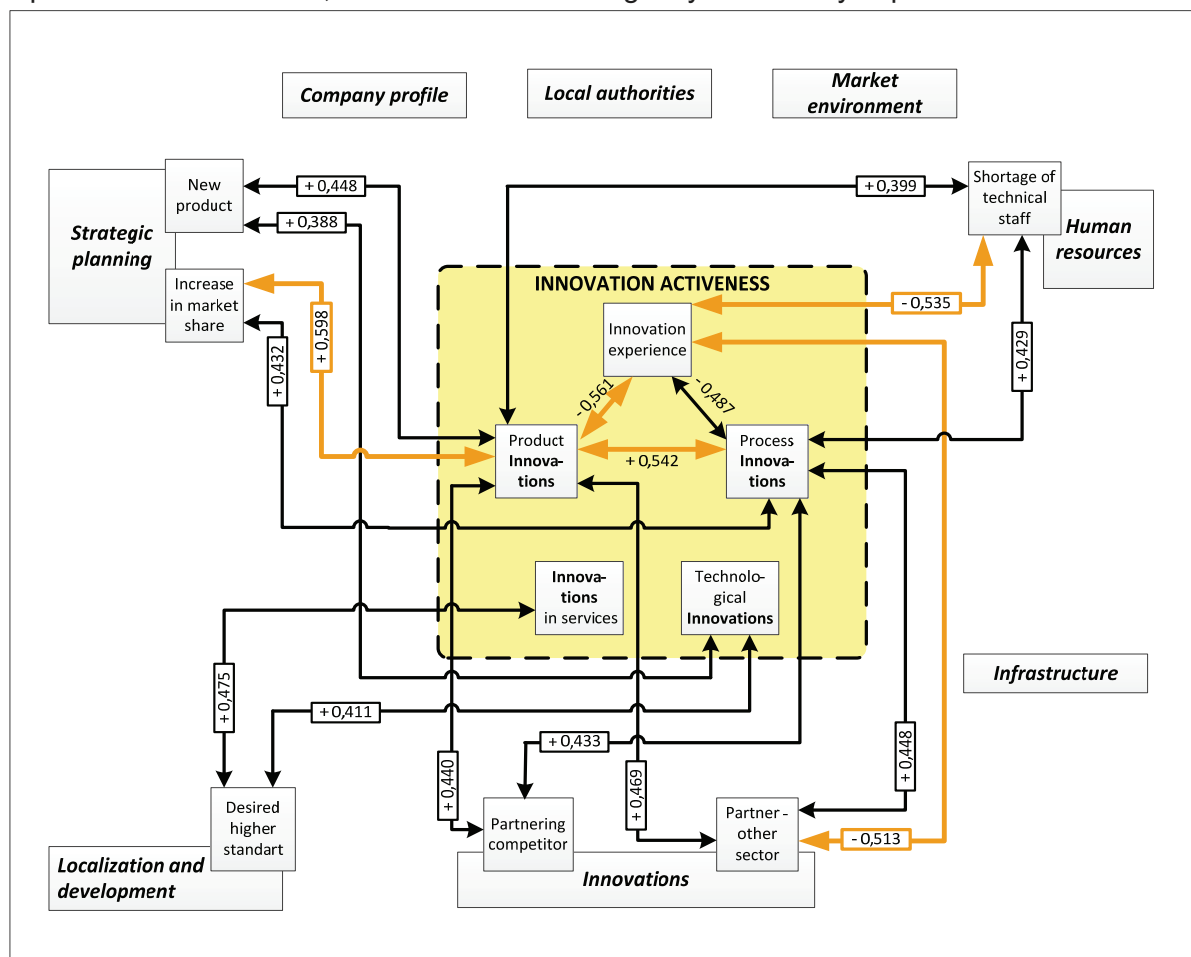 Company profile
Local authorities
Market
environment
New
product
+ 0,448
+ 0,399
Shortage of
technical
staff
Strategic
planning
+ 0,388
Human
resources
Increase
in market
share
INNOVATION ACTIVENESS
- 0,535
Innovation
experience
+ 0,598
+ 0,432
+ 0,429
- 0,561
- 0,487
Product
Innova-
tions
+ 0,542
Process
Innova-
tions
Innova-
tions
in services
Technolo-
gical
Innovations
Infrastructure
+ 0,475
+ 0,411
+ 0,433
+ 0,448
+ 0,440
+ 0,469
Desired
higher
standart
Partnering
competitor
Partner -
other
sector
- 0,513
Localization and
development
Innovations